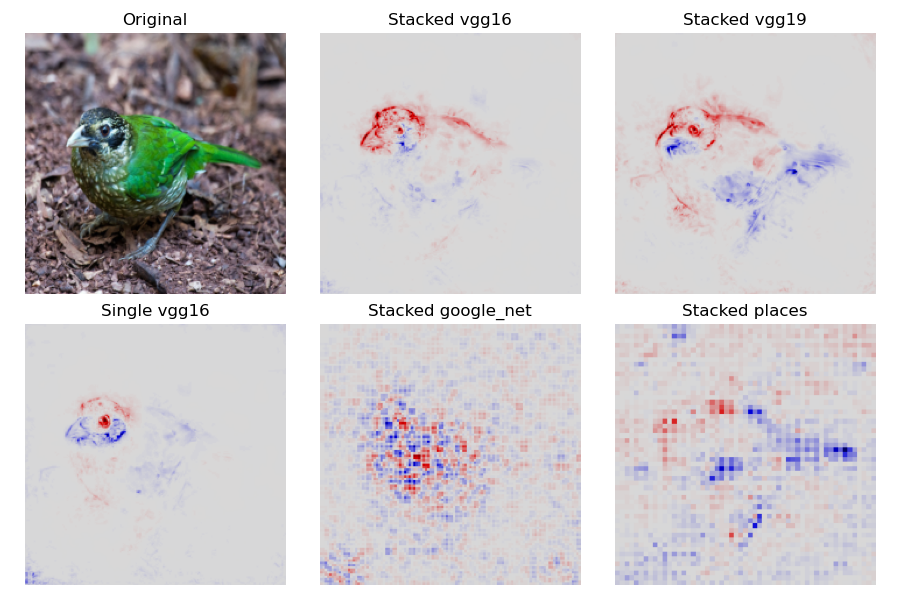 Original
Stacked vgg16
Stacked vgg19
Single vgg16
Stacked google_net
Stacked places